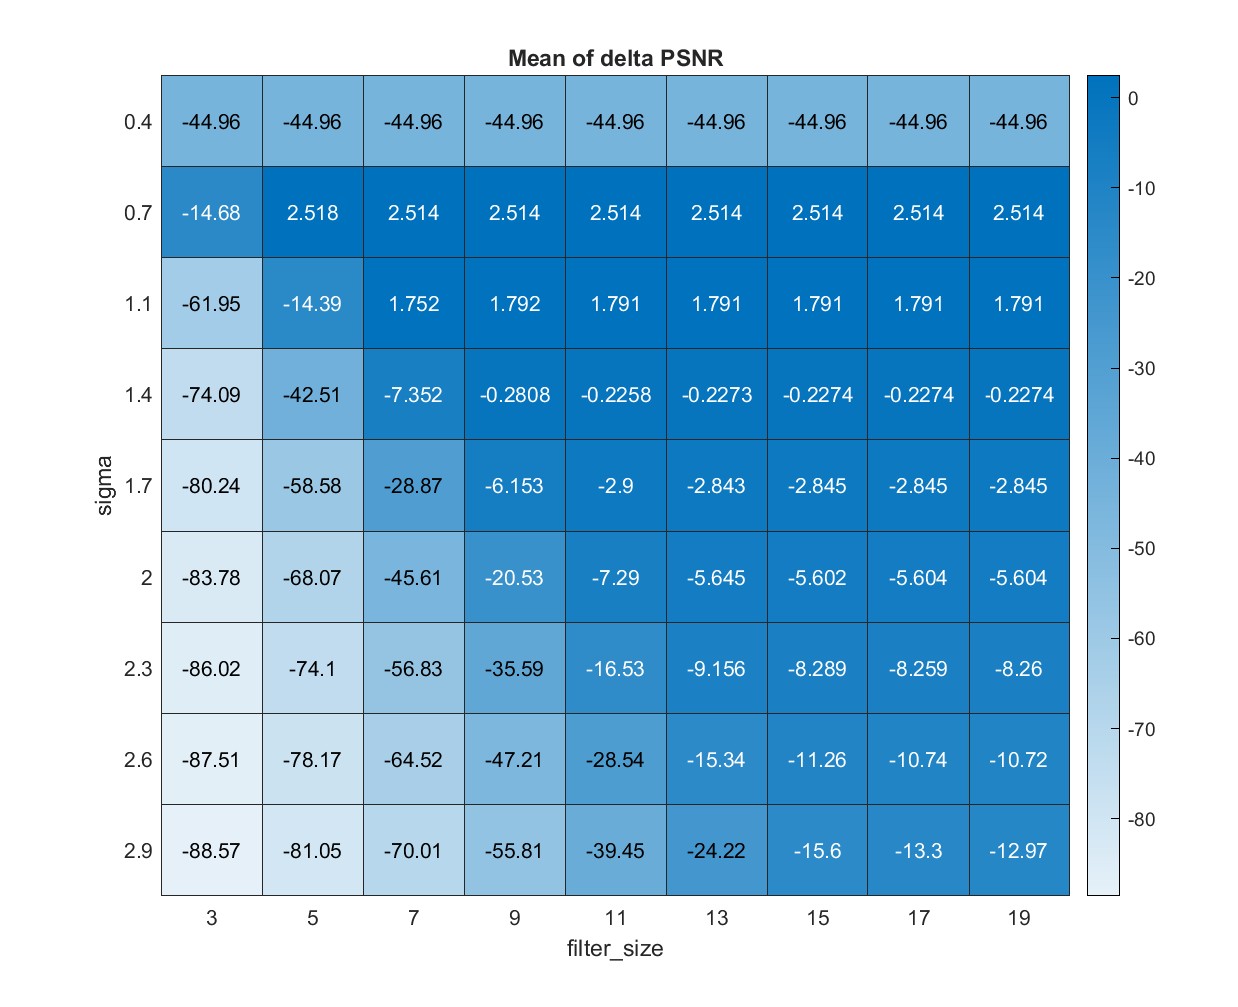 Mean of delta PSNR
0.4 -44.96 -44.96 -44.96 -44.96 -44.96 -44.96 -44.96 -44.96 -44.96
0.7 -14.68 2.518 2.514 2.514 2.514 2.514 2.514 2.514 2.514
1.1 -61.95 -14.39 1.752 1.792 1.791 1.791 1.791 1.791 1.791
1.4 -74.09 -42.51 -7.352 -0.2808 -0.2258 -0.2273 -0.2274 -0.2274 -0.2274
sigma
1.7 -80.24 -58.58 -28.87 -6.153 -2.9 -2.843 -2.845 -2.845 -2.845
2 -83.78 -68.07 -45.61 -20.53 -7.29 -5.645 -5.602 -5.604 -5.604
2.3 -86.02 -74.1 -56.83 -35.59 -16.53 -9.156 -8.289 -8.259 -8.26
2.6 -87.51 -78.17 -64.52 -47.21 -28.54 -15.34 -11.26 -10.74 -10.72
2.9 -88.57 -81.05 -70.01 -55.81 -39.45 -24.22 -15.6 -13.3 -12.97
3 5 7 9 11 13 15 17 19
filter_size
0
-10
-20
-30
-40
-50
-60
-70
-80